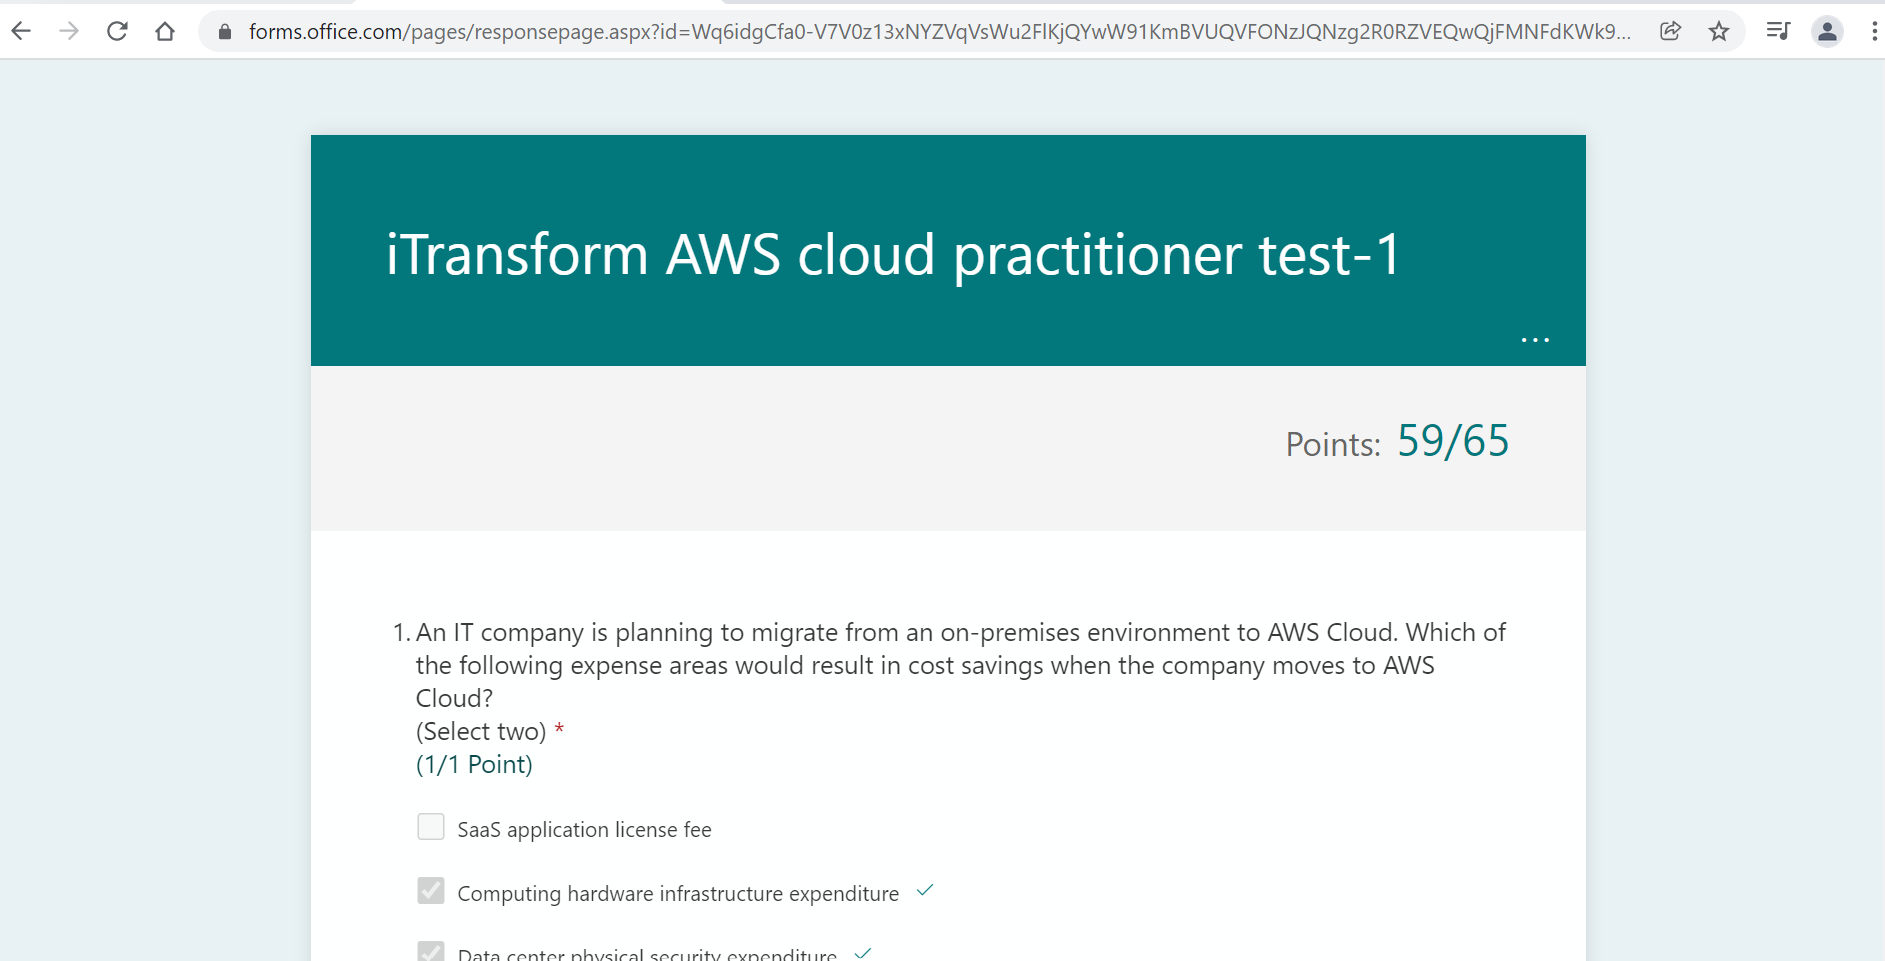 forms.office.com/pages/responsepage.aspx?id=Wq6idgCfa0-V7V0z13xNYZVqVsWu2FlKjQYwW91KmBVUQVFONzJQNzg2R0RZVEQwQjFMNFdKWk9...
iTransform AWS cloud practitioner test-1
...
Points: 59/65
1. An IT company is planning to migrate from an on-premises environment to AWS Cloud. Which of
the following expense areas would result in cost savings when the company moves to AWS
Cloud?
(Select two) *
(1/1 Point)
SaaS application license fee
Computing hardware infrastructure expenditure
Data center physical security expenditure